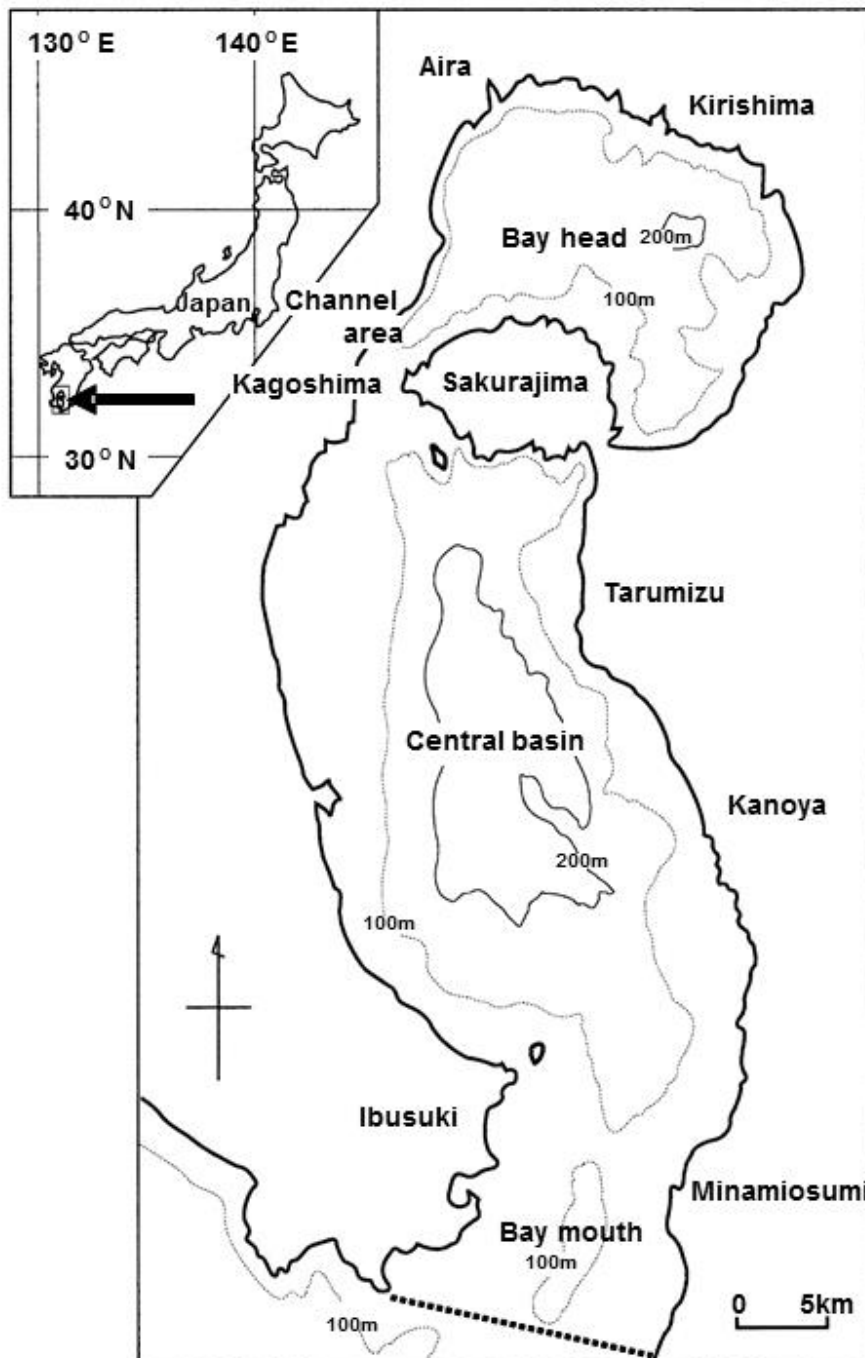 130° E
140° E
40° N
Japan
30° N
Aira
Kirishima
Bay head
200m
100m
Channel
area
Kagoshima
Sakurajima
Tarumizu
Central basin
Kanoya
200m
100m
Ibusuki
Minamiosumi
Bay mouth
100m
0 5km
100m